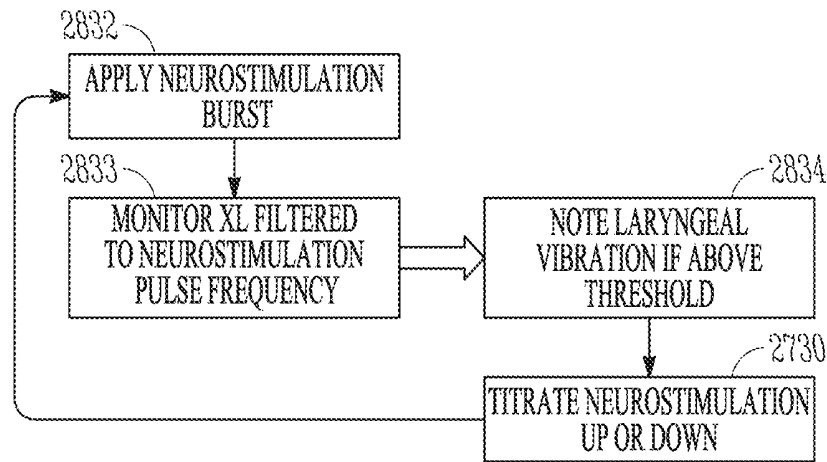 2832
APPLY NEUROSTIMULATION
BURST
2833
MONITOR XL FILTERED
TO NEUROSTIMULATION
PULSE FREQUENCY
2834
NOTE LARYNGEAL
VIBRATION IF ABOVE
THRESHOLD
2730
TITRATE NEUROSTIMULATION
UP OR DOWN